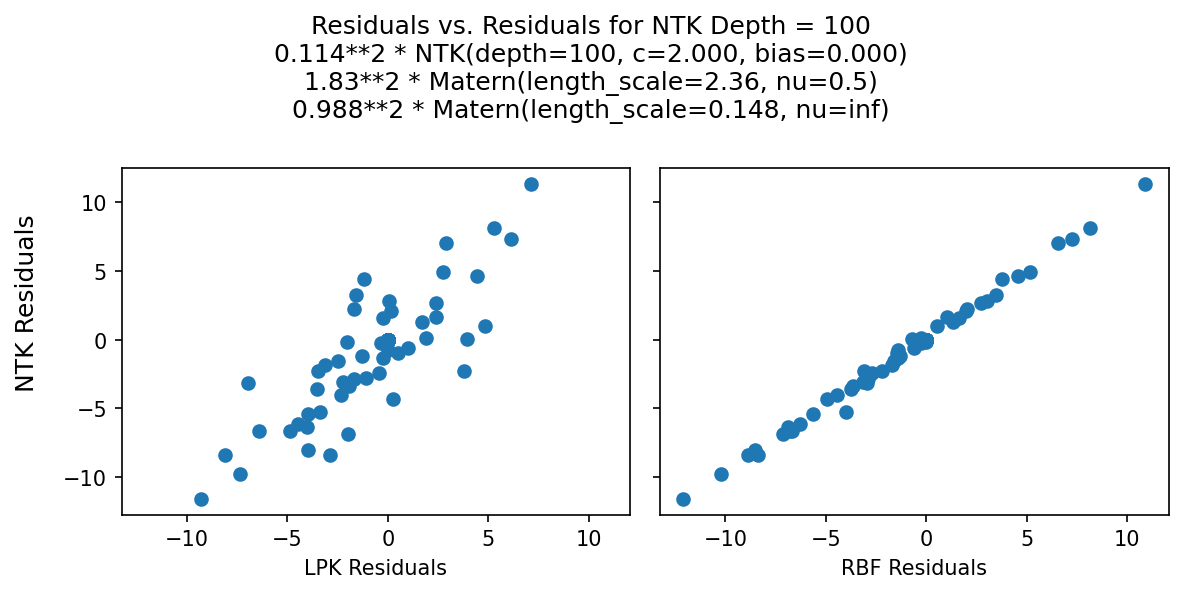 Residuals vs. Residuals for NTK Depth = 100
0.114**2 * NTK(depth=100, c=2.000, bias=0.000)
1.83**2 * Matern(length_scale=2.36, nu=0.5)
0.988**2 * Matern(length_scale=0.148, nu=inf)
NTK Residuals
10
5
0
−5
−10
−10 −5 0 5 10
−10 −5 0 5 10
LPK Residuals
RBF Residuals